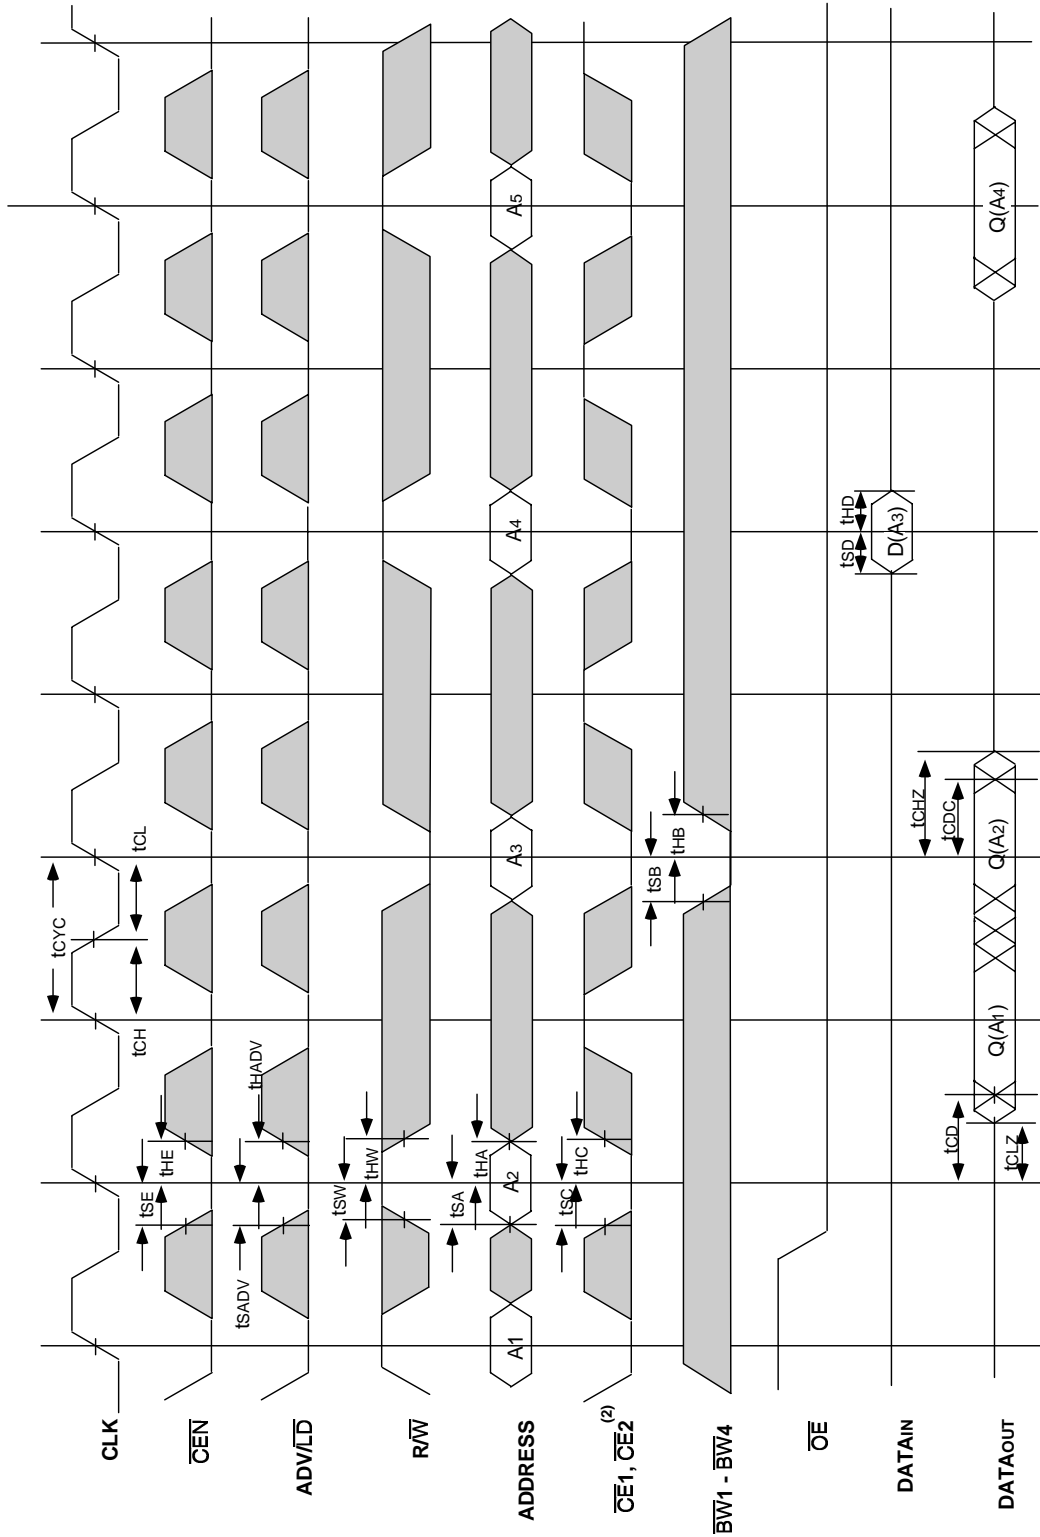 tCYC
tCH
tCL
CLK
tSE
tHE
CEN
tSADV
tHADV
ADV/LD
tSW
tHW
R/W
tSA
tHA
A1
A2
A3
A4
A5
ADDRESS
tSC
tHC
CE1, CE2 (2)
tSB
tHB
BW1 - BW4
OE
tSD
tHD
D(A3)
DATAIN
tCHZ
tCD
tCDC
tCLZ
Q(A1)
Q(A2)
Q(A4)
DATAOUT